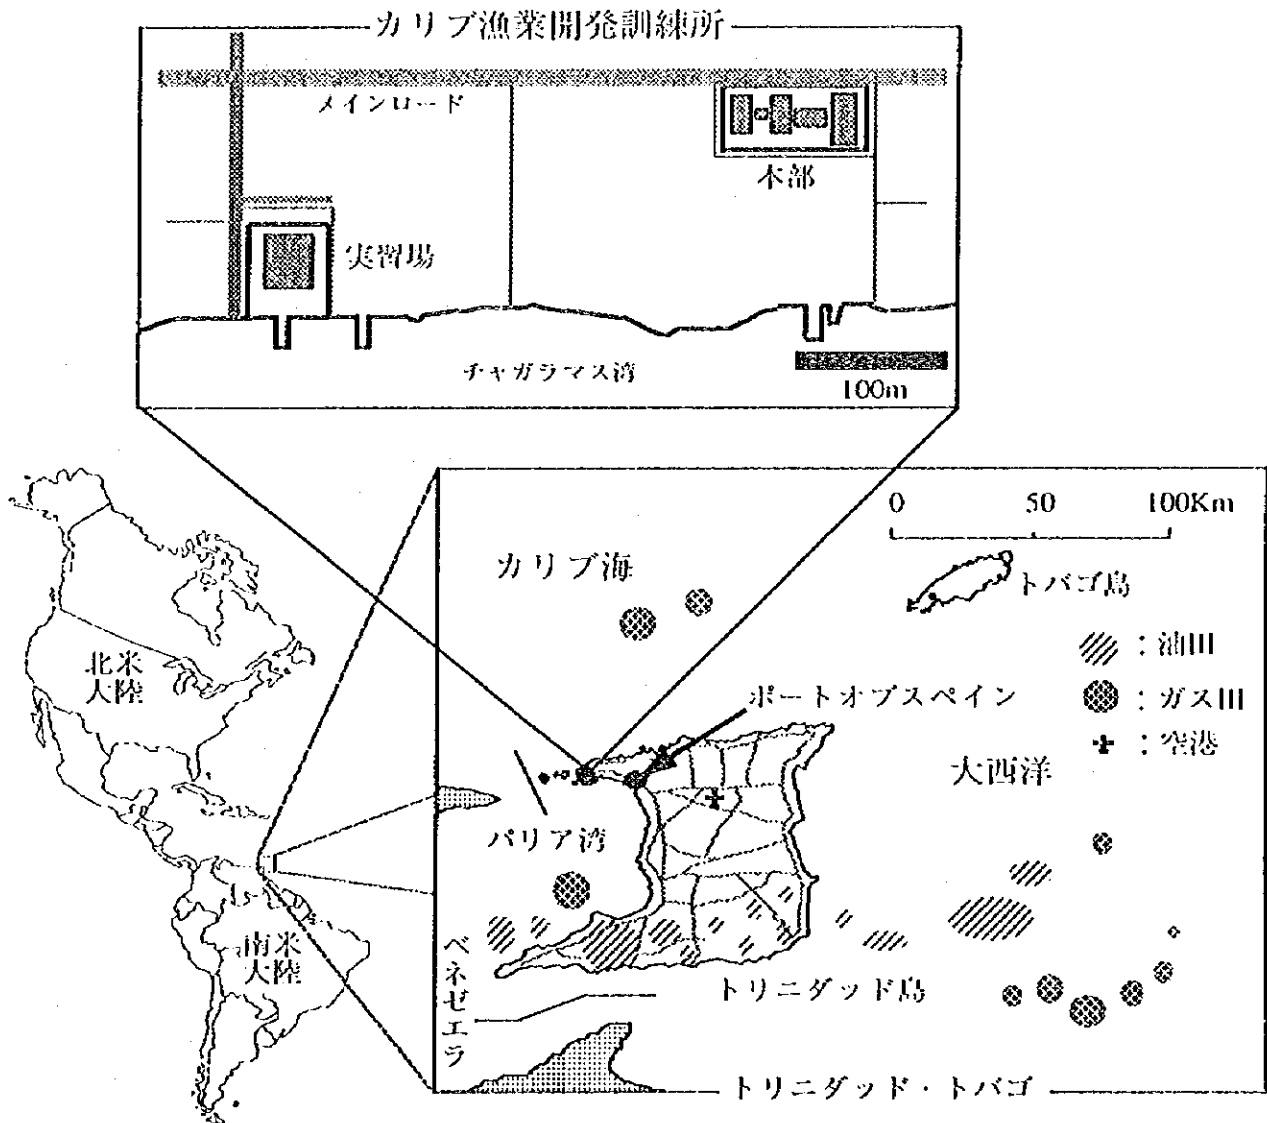 カリブ漁業開発訓練所
メインロード
本部
実習場
チャガラマス湾
100m
0 50 100Km
カリブ海
トバゴ島
：油田
北米
大陸
ポートオブスペイン
：ガス田
：空港
大西洋
パリア湾
ベネゼエラ
南米
大陸
トリニダッド島
トリニダッド・トバゴ